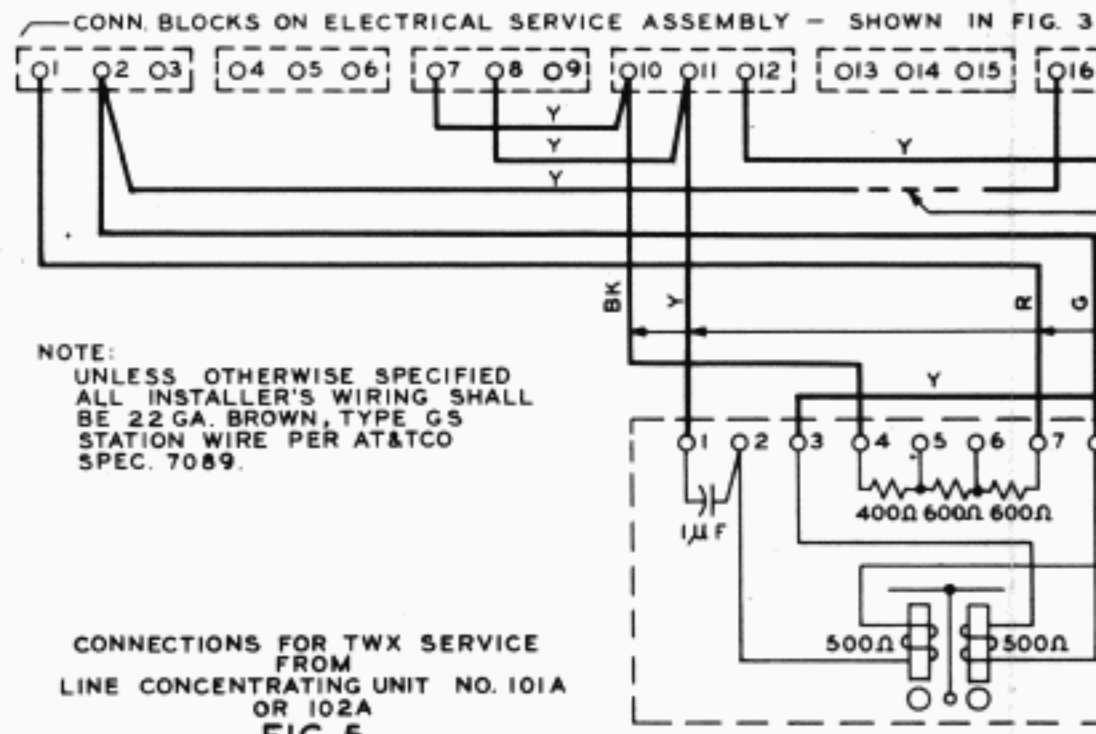 CONN. BLOCKS ON ELECTRICAL SERVICE ASSEMBLY – SHOWN IN FIG. 3
1 2 3 4 5 6 7 8 9 10 11 12 13 14 15 16
Y
Y
Y
Y
BK Y R G
NOTE:
UNLESS OTHERWISE SPECIFIED
ALL INSTALLER'S WIRING SHALL
BE 22 GA. BROWN, TYPE GS
STATION WIRE PER AT&TCO
SPEC. 7089.
Y
1 2 3 4 5 6 7
400Ω 600Ω 600Ω
1µF
500Ω 500Ω
CONNECTIONS FOR TWX SERVICE
FROM
LINE CONCENTRATING UNIT NO. 101A
OR 102A
FIG. 5